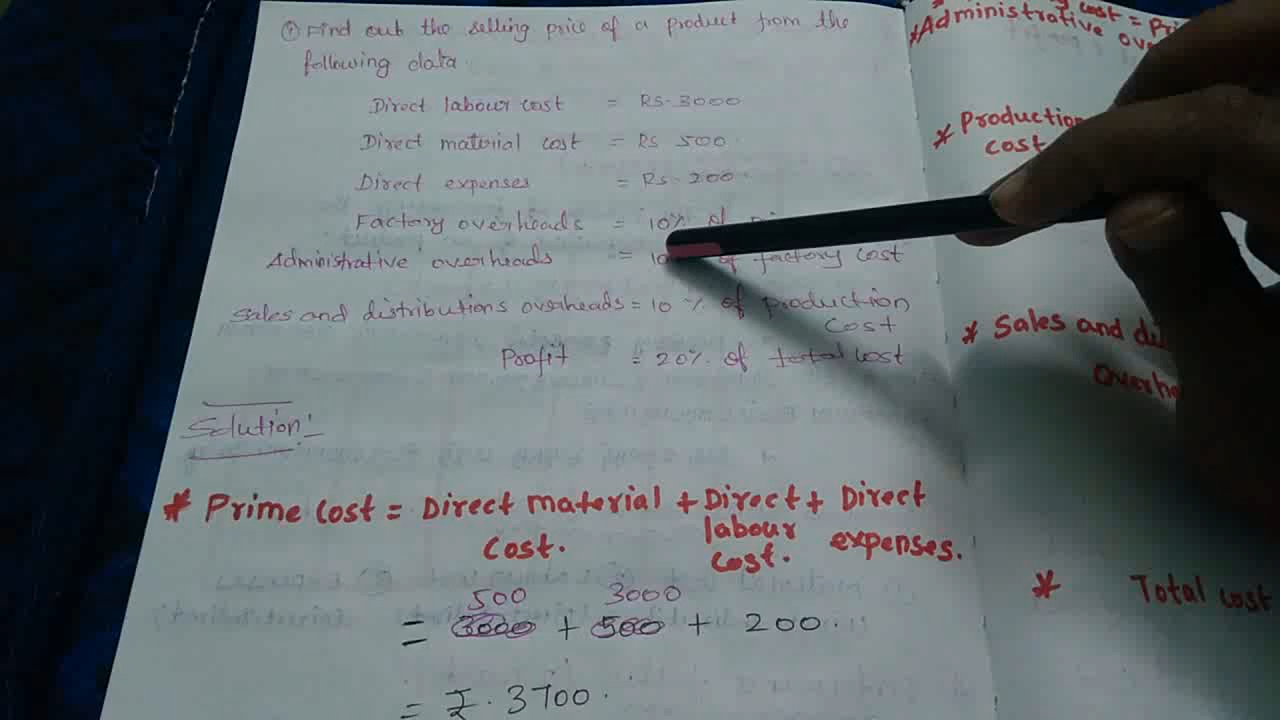 Find out the selling price of a product from the
following data.
Direct labour cost = RS. 3000
Direct material cost = RS 500.
Direct expenses = RS. 200.
Factory overheads = 10% of
Administrative overheads = of factory cost
Sales and distributions overheads = 10 % of production
cost
Profit = 20% of total cost
Solution:-
* Prime cost = Direct material + Direct + Direct
cost. labour expenses.
cost.
500 3000
= 3000 + 500 + 200.
= ₹. 3700.
cost =
*Administrative
* Production
cost
* Sales and
* Total cost